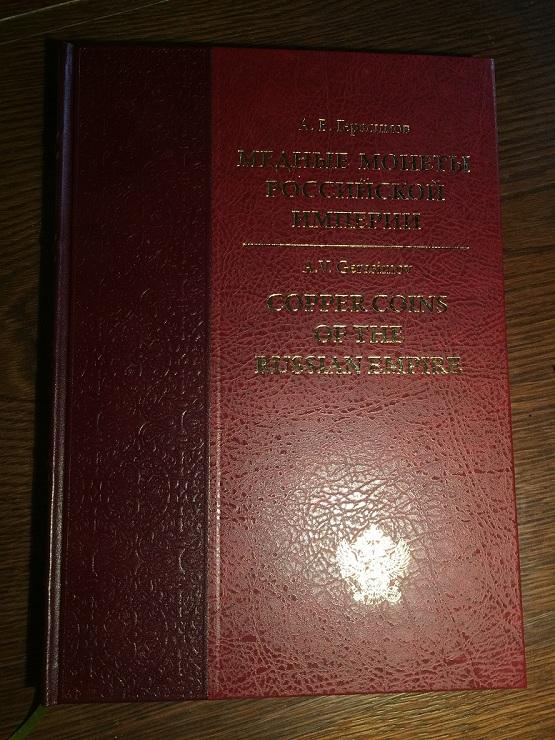 А. В. Герасимов
МЕДНЫЕ МОНЕТЫ
РОССИЙСКОЙ
ИМПЕРИИ
A.V. Gerasimov
COPPER COINS
OF THE
RUSSIAN EMPIRE